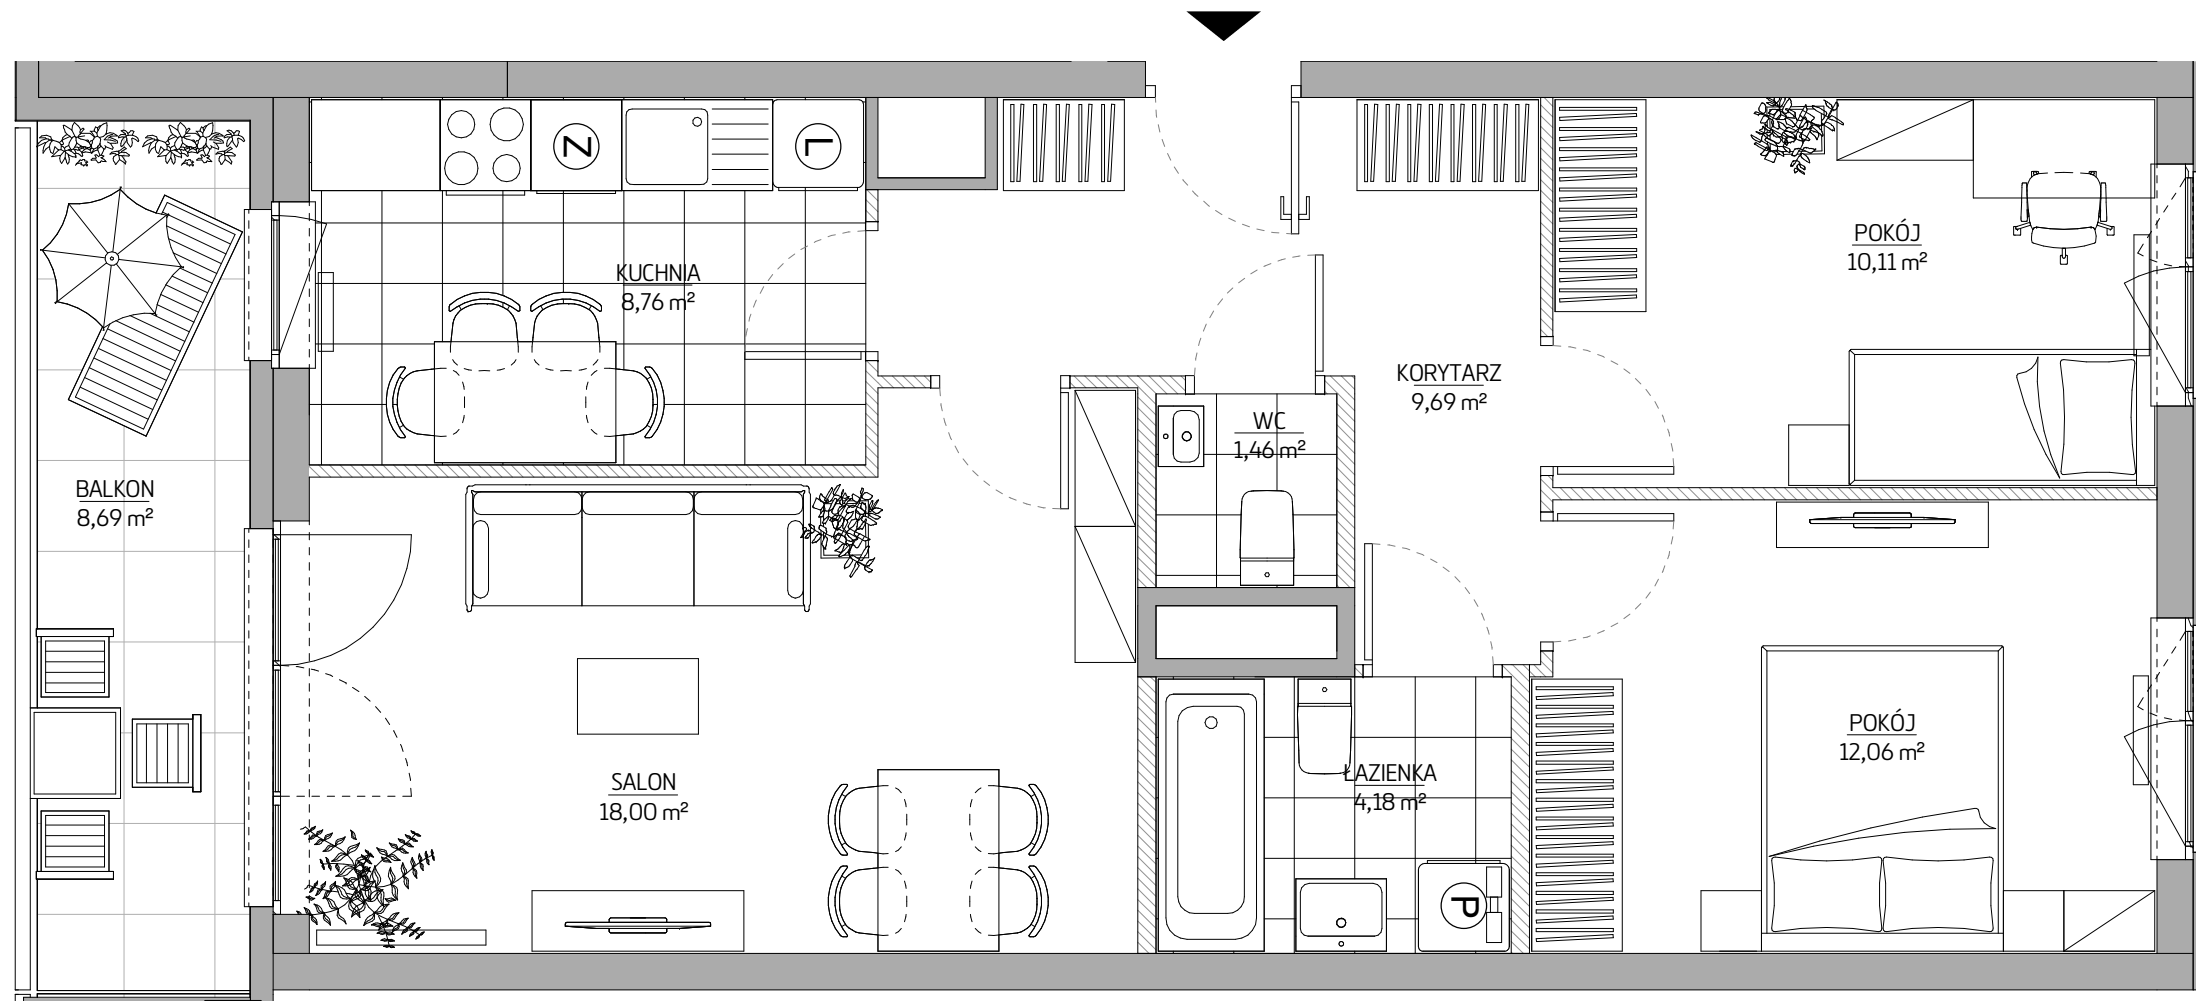 Z
L
KUCHNIA
8,76 m²
POKÓJ
10,11 m²
KORYTARZ
9,69 m²
WC
1,46 m²
BALKON
8,69 m²
SALON
18,00 m²
ŁAZIENKA
4,18 m²
P
POKÓJ
12,06 m²